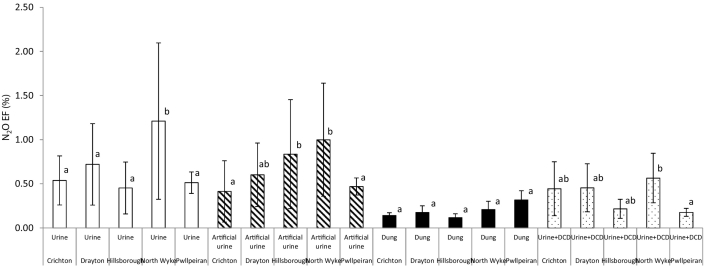 2.50
2.00
1.50
N₂O EF (%)
1.00
0.50
0.00
a a a b a a ab b b a a a a a a ab ab a b a
Urine Urine Urine Urine Urine Artificial urine Artificial urine Artificial urine Artificial urine Artificial urine Dung Dung Dung Dung Dung Urine+DCD Urine+DCD Urine+DCD Urine+DCD Urine+DCD
Crichton Drayton Hillsborough North Wyke Pwllpeiran Crichton Drayton Hillsborough North Wyke Pwllpeiran Crichton Drayton Hillsborough North Wyke Pwllpeiran Crichton Drayton Hillsborough North Wyke Pwllpeiran